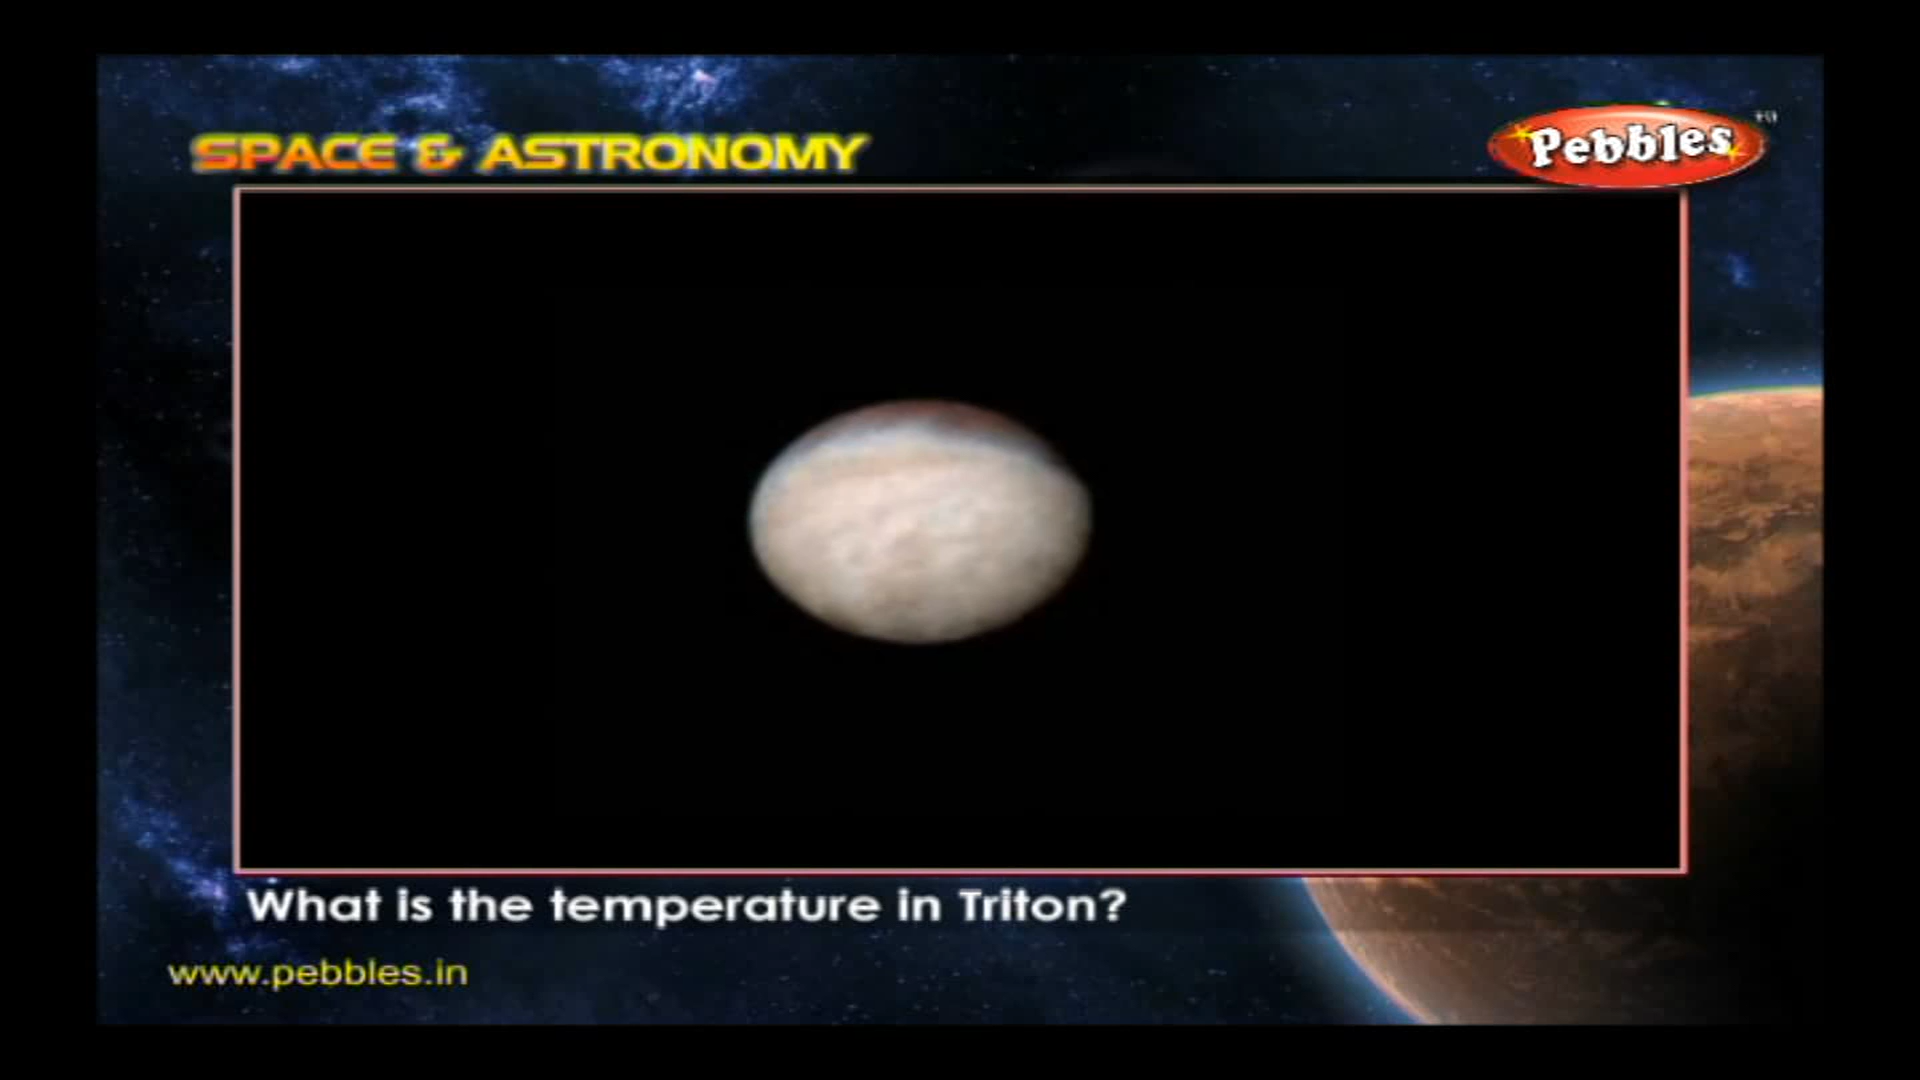 SPACE & ASTRONOMY
Pebbles
What is the temperature in Triton?
www.pebbles.in